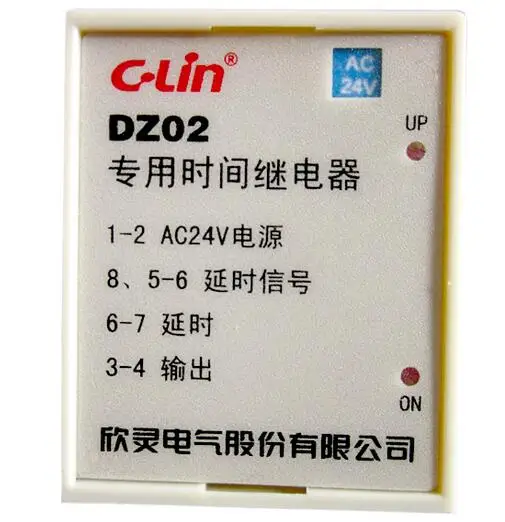 C-Lin®
AC
24V
DZ02
UP
专用时间继电器
1-2 AC24V电源
8、5-6 延时信号
6-7 延时
3-4 输出
ON
欣灵电气股份有限公司